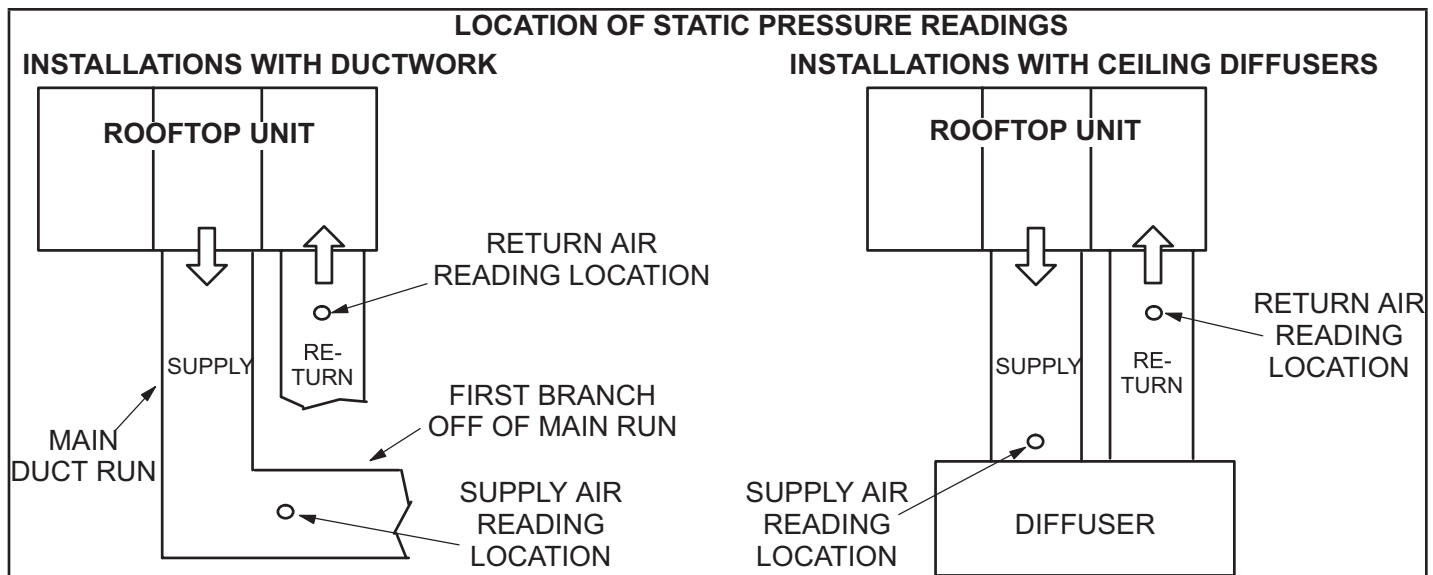 LOCATION OF STATIC PRESSURE READINGS
INSTALLATIONS WITH DUCTWORK
ROOFTOP UNIT
RETURN AIR
READING LOCATION
SUPPLY
RE-
TURN
FIRST BRANCH
OFF OF MAIN RUN
MAIN
DUCT RUN
SUPPLY AIR
READING
LOCATION
INSTALLATIONS WITH CEILING DIFFUSERS
ROOFTOP UNIT
RETURN AIR
READING
LOCATION
SUPPLY
RE-
TURN
SUPPLY AIR
READING
LOCATION
DIFFUSER